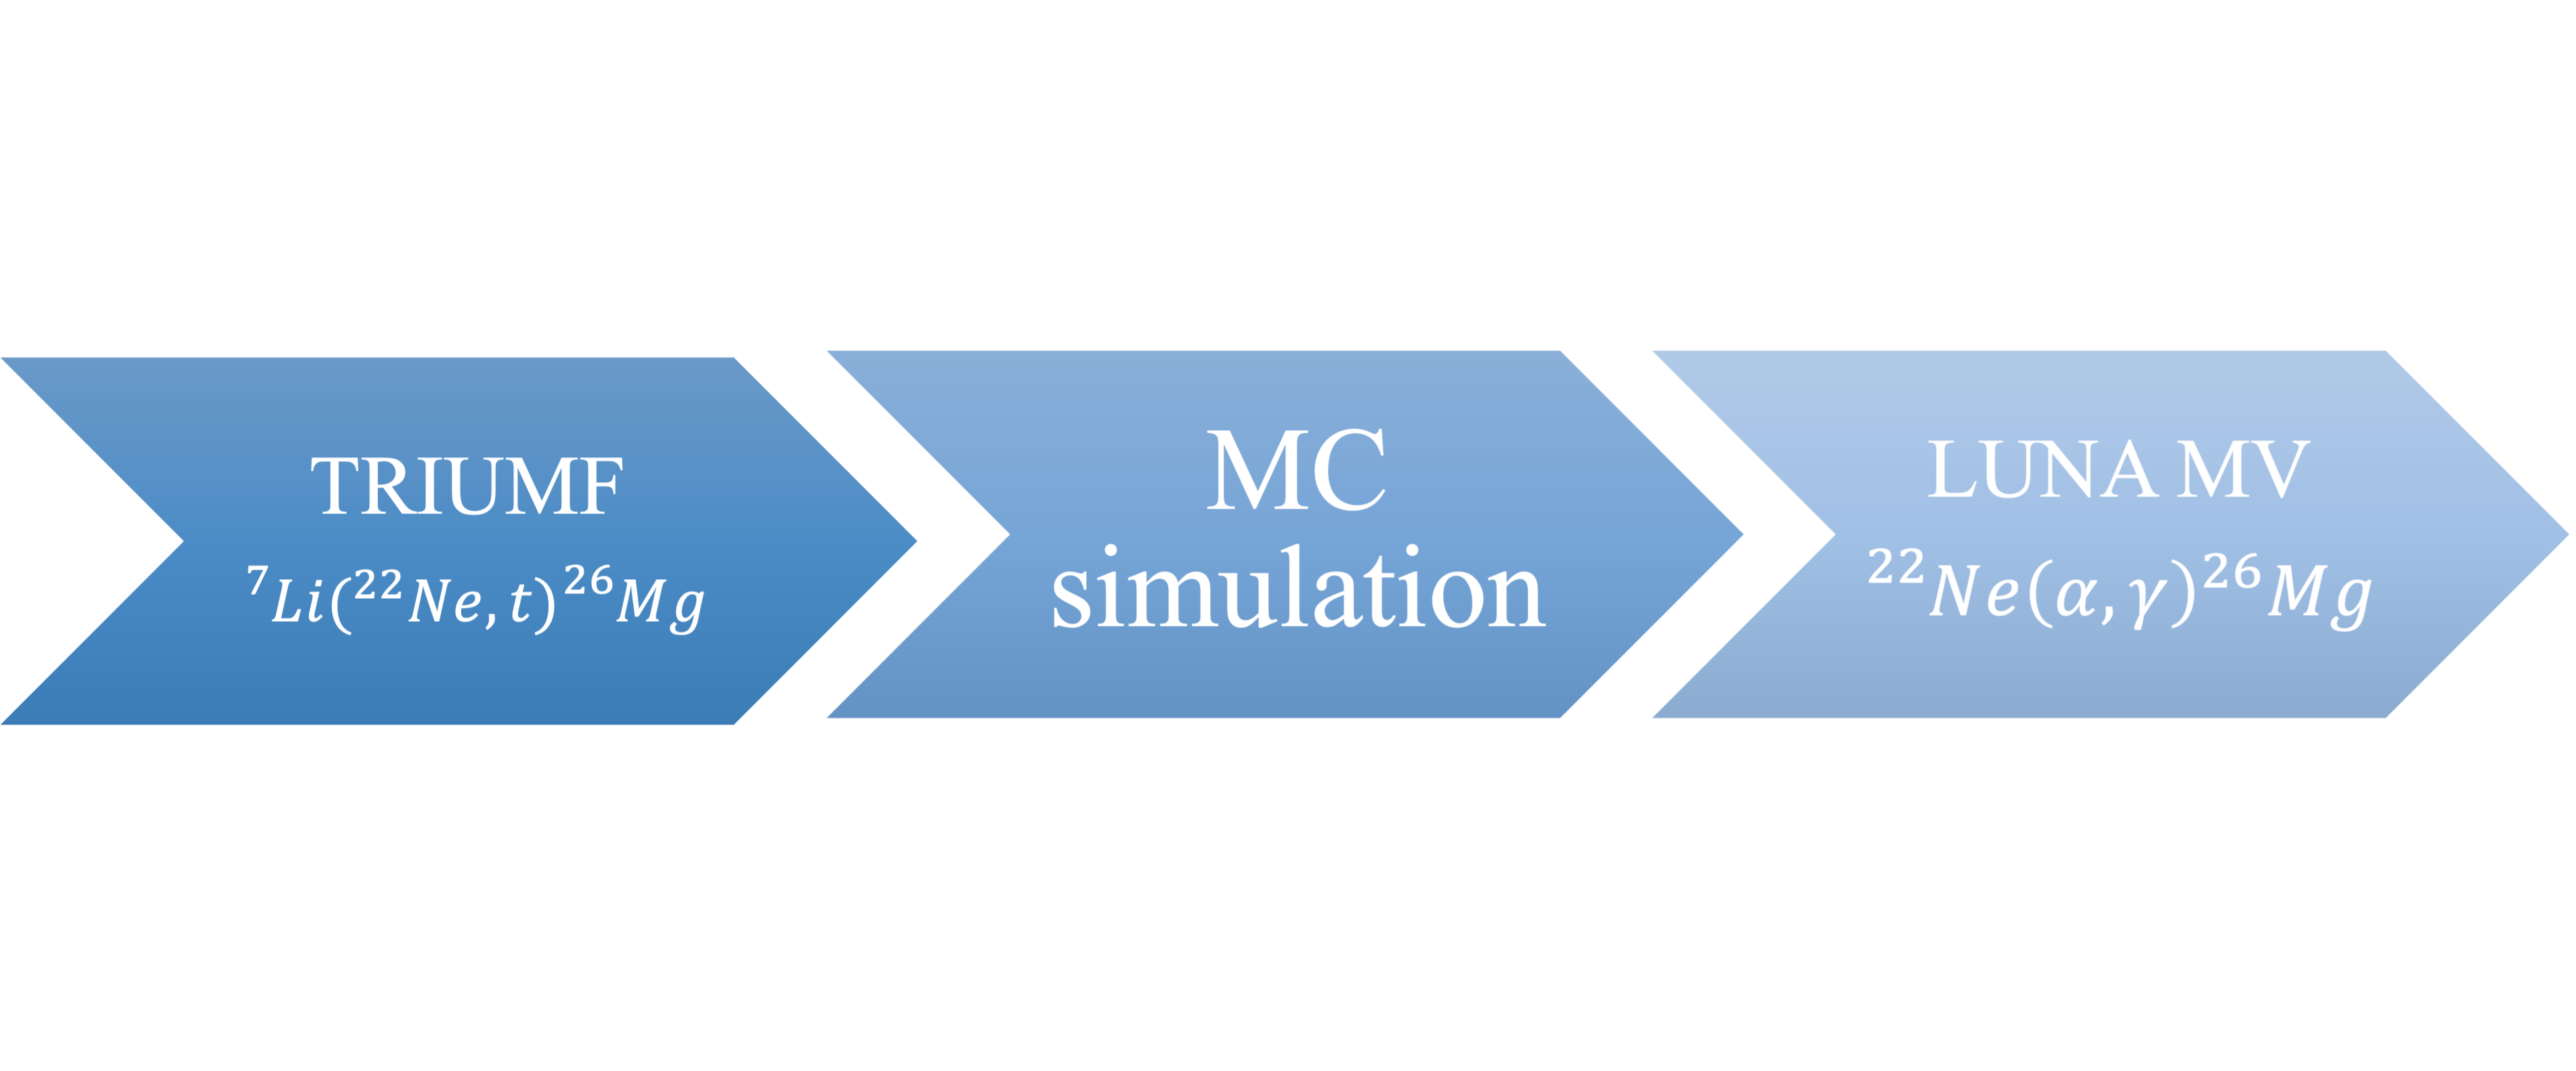 TRIUMF
⁷Li(²²Ne,t)²⁶Mg
MC
simulation
LUNA MV
²²Ne(α,γ)²⁶Mg